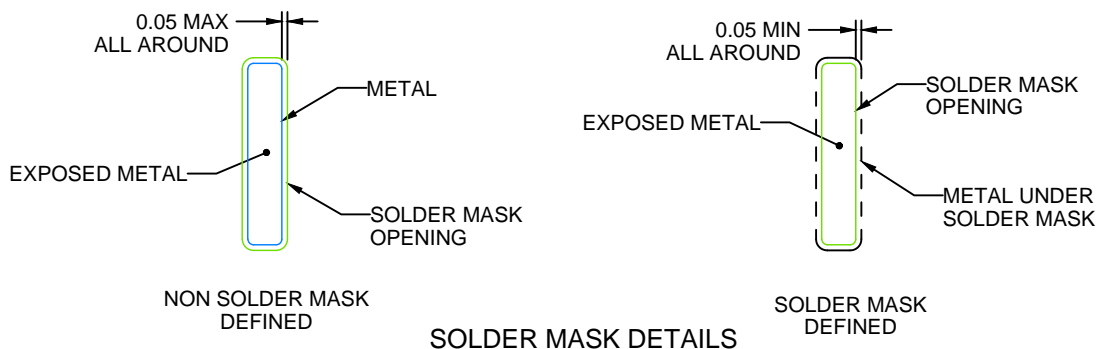 0.05 MAX
ALL AROUND
METAL
EXPOSED METAL
SOLDER MASK
OPENING
NON SOLDER MASK
DEFINED
0.05 MIN
ALL AROUND
SOLDER MASK
OPENING
EXPOSED METAL
METAL UNDER
SOLDER MASK
SOLDER MASK
DEFINED
SOLDER MASK DETAILS